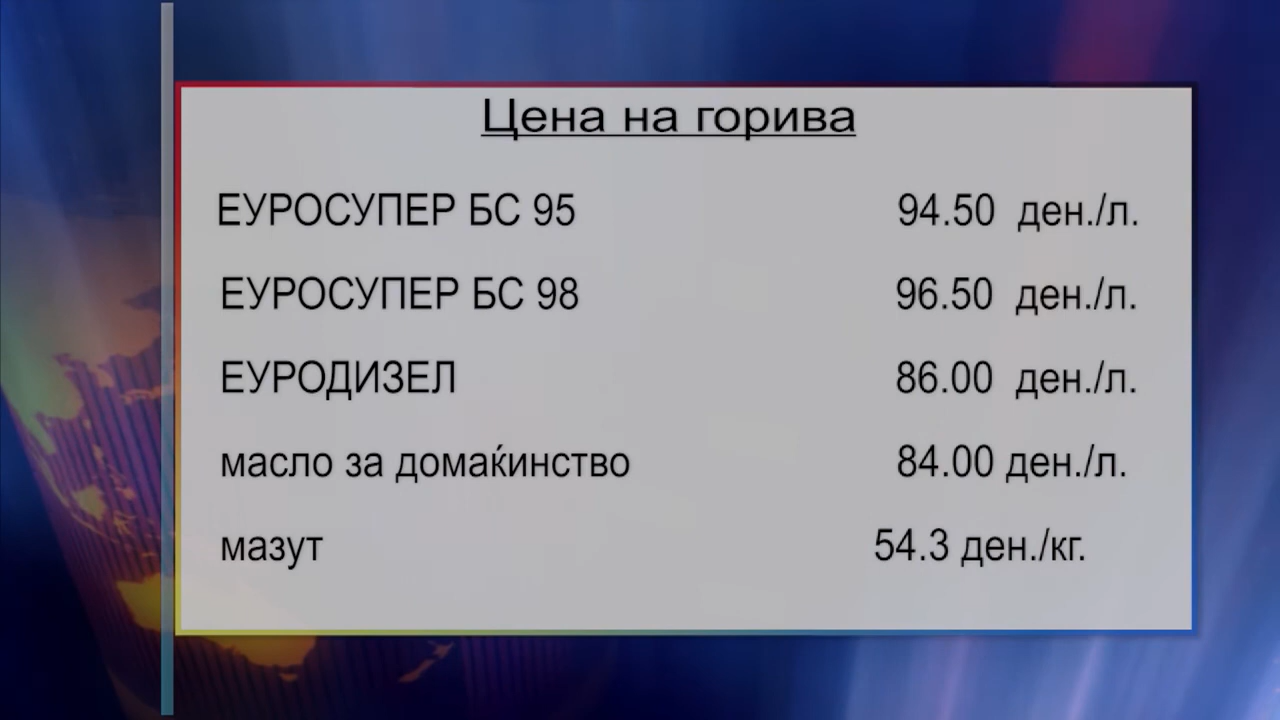 Цена на горива
ЕУРОСУПЕР БС 95 94.50 ден./л.
ЕУРОСУПЕР БС 98 96.50 ден./л.
ЕУРОДИЗЕЛ 86.00 ден./л.
масло за домаќинство 84.00 ден./л.
мазут 54.3 ден./кг.